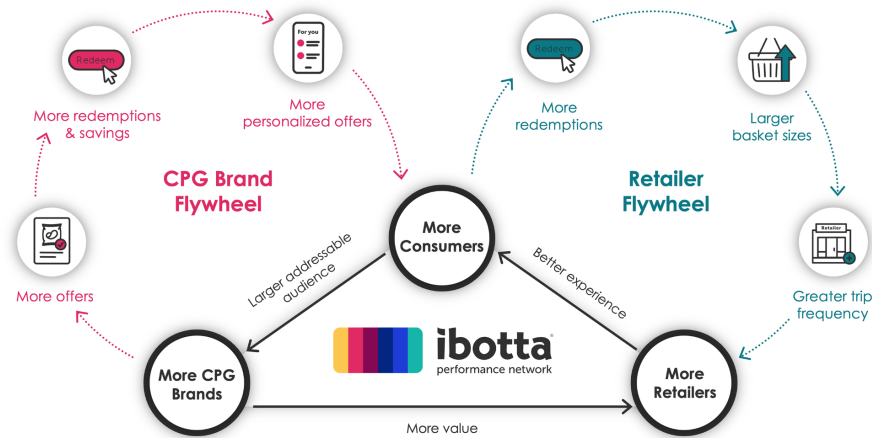 For you
Redeem
Redeem
More redemptions
& savings
More
personalized offers
More
redemptions
Larger
basket sizes
CPG Brand
Flywheel
Retailer
Flywheel
More
Consumers
Retailer
More offers
Larger addressable
audience
Better experience
Greater trip
frequency
ibotta
performance network
More CPG
Brands
More
Retailers
More value